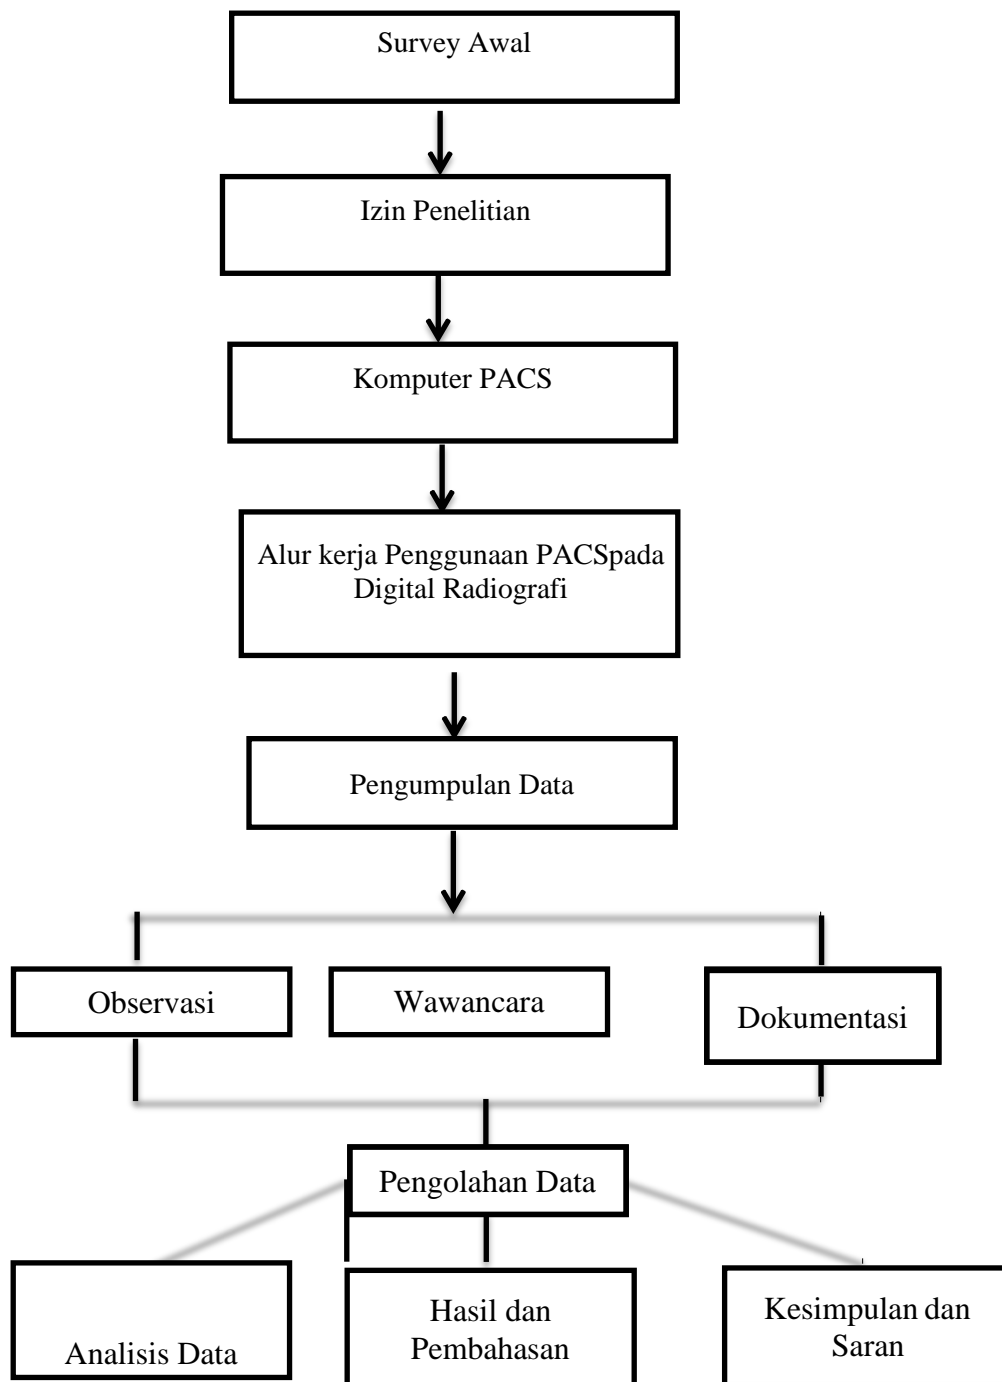 Survey Awal
Izin Penelitian
Komputer PACS
Alur kerja Penggunaan PACSpada
Digital Radiografi
Pengumpulan Data
Observasi
Wawancara
Dokumentasi
Pengolahan Data
Analisis Data
Hasil dan
Pembahasan
Kesimpulan dan
Saran